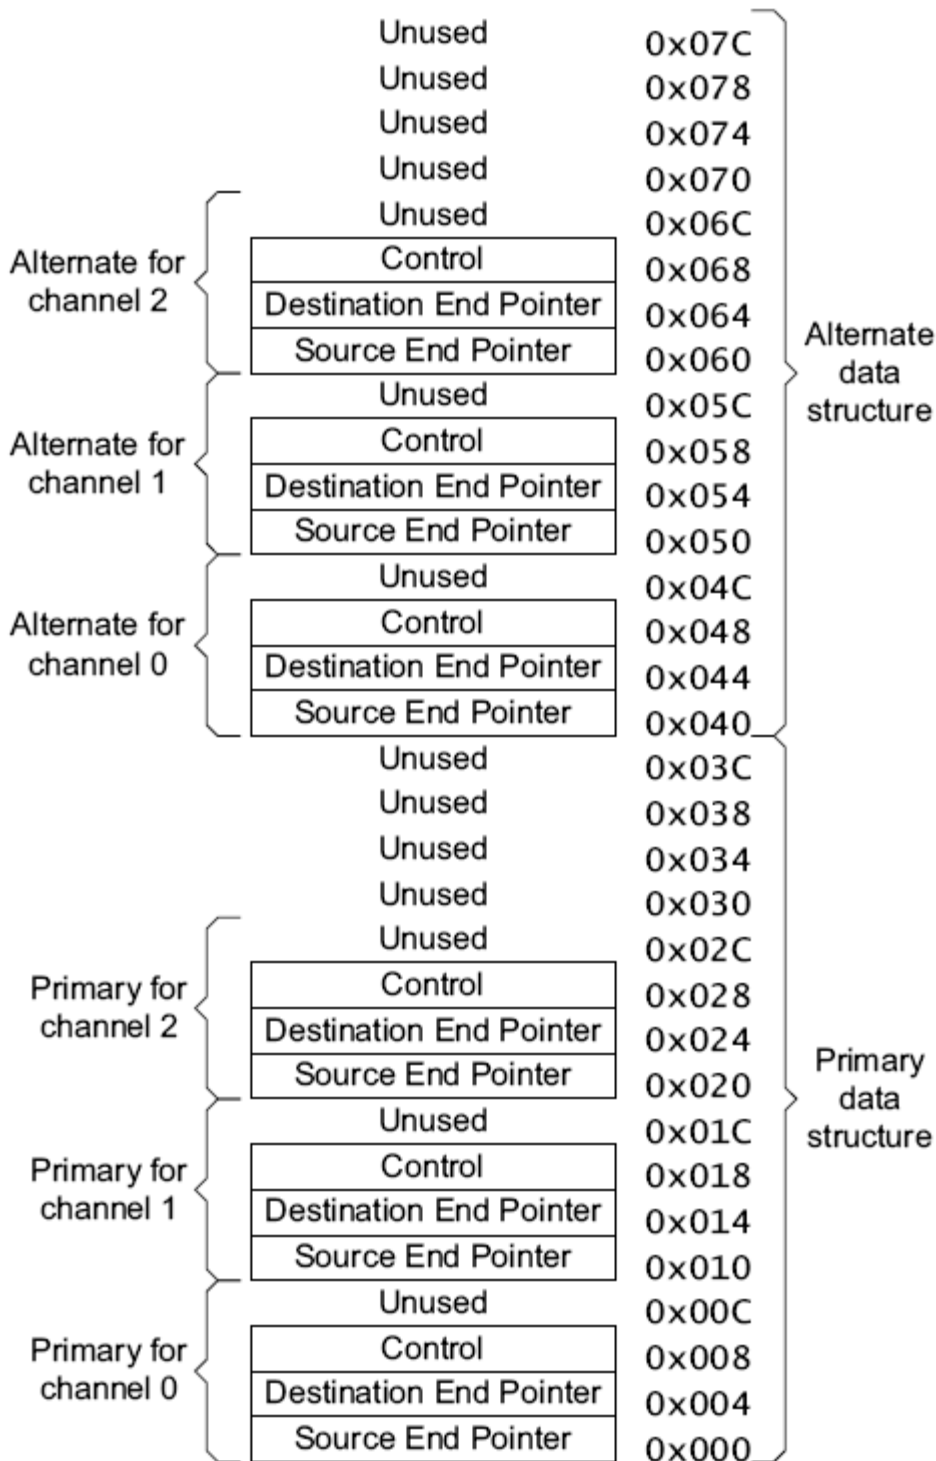 Unused 0x07C
Unused 0x078
Unused 0x074
Unused 0x070
Unused 0x06C
Alternate for
channel 2
Control 0x068
Destination End Pointer 0x064
Source End Pointer 0x060
Alternate
data
structure
Unused 0x05C
Alternate for
channel 1
Control 0x058
Destination End Pointer 0x054
Source End Pointer 0x050
Unused 0x04C
Alternate for
channel 0
Control 0x048
Destination End Pointer 0x044
Source End Pointer 0x040
Unused 0x03C
Unused 0x038
Unused 0x034
Unused 0x030
Unused 0x02C
Primary for
channel 2
Control 0x028
Destination End Pointer 0x024
Source End Pointer 0x020
Primary
data
structure
Unused 0x01C
Primary for
channel 1
Control 0x018
Destination End Pointer 0x014
Source End Pointer 0x010
Unused 0x00C
Primary for
channel 0
Control 0x008
Destination End Pointer 0x004
Source End Pointer 0x000